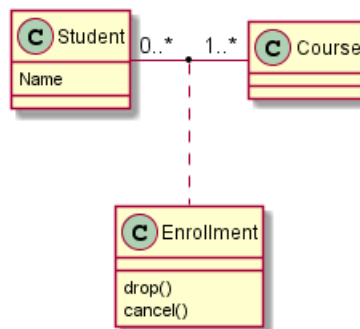 C Student
0..*
1..*
C Course
Name
C Enrollment
drop()
cancel()